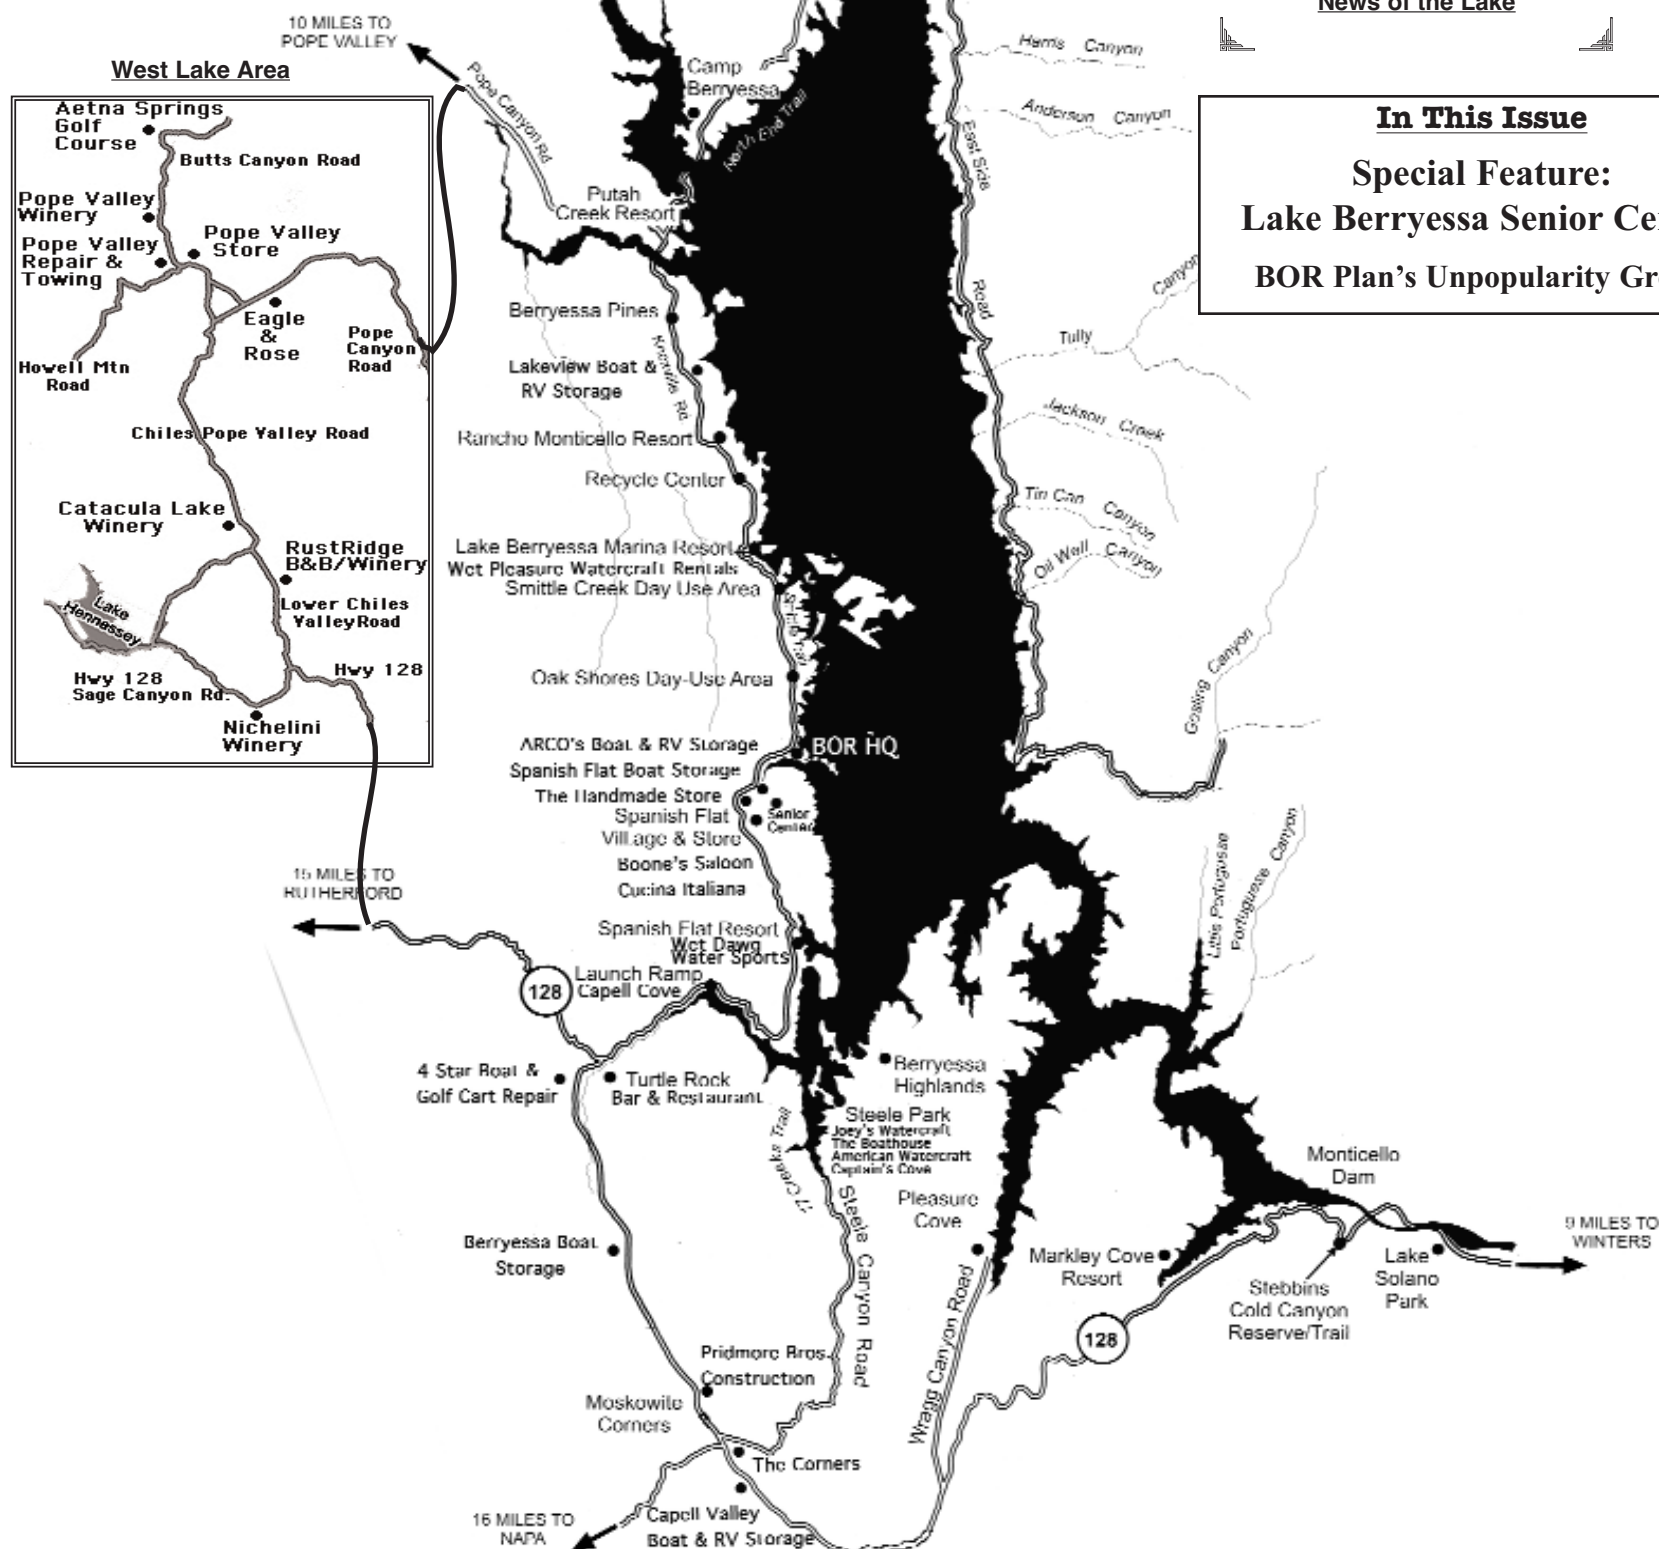 News of the Lake
10 MILES TO
POPE VALLEY
West Lake Area
Aetna Springs
Golf
Course
Butts Canyon Road
Pope Valley
Winery
Pope Valley
Store
Pope Valley
Repair &
Towing
Eagle
&
Rose
Pope
Canyon
Road
Howell Mtn
Road
Chiles Pope Valley Road
Catacula Lake
Winery
RustRidge
B&B/Winery
Lake
Hennessey
Lower Chiles
Valley Road
Hwy 128
Hwy 128
Sage Canyon Rd.
Nichelini
Winery
In This Issue
Special Feature:
Lake Berryessa Senior Ce
BOR Plan's Unpopularity Gr
Pope Canyon Rd
Camp
Berryessa
North End Trail
Putah
Creek Resort
Harris Canyon
Anderson Canyon
East Side
Road
Canyon
Tully
Jackson Creek
Tin Can Canyon
Oil Well Canyon
Gosling Canyon
Berryessa Pines
Knoxville Rd
Lakeview Boat &
RV Storage
Rancho Monticello Resort
Recycle Center
Lake Berryessa Marina Resort
Wet Pleasure Watercraft Rentals
Smittle Creek Day Use Area
Oak Shores Day-Use Area
BOR HQ
ARCO's Boat & RV Storage
Spanish Flat Boat Storage
The Handmade Store
Senior
Center
Spanish Flat
Village & Store
Boone's Saloon
Cucina Italiana
Spanish Flat Resort
Wet Dawg
Water Sports
15 MILES TO
RUTHERFORD
128
Launch Ramp
Capell Cove
Little Portuguese
Portuguese Canyon
4 Star Boat &
Golf Cart Repair
Turtle Rock
Bar & Restaurant
Berryessa
Highlands
Steele Park
Joey's Watercraft
The Boathouse
American Watercraft
Captain's Cove
Creeks Trail
Steele Canyon Road
Pleasure
Cove
Wragg Canyon Road
Monticello
Dam
Markley Cove
Resort
Stebbins
Cold Canyon
Reserve/Trail
Lake
Solano
Park
9 MILES TO
WINTERS
128
Berryessa Boat
Storage
Pridmore Bros.
Construction
Moskowite
Corners
The Corners
16 MILES TO
NAPA
Capell Valley
Boat & RV Storage